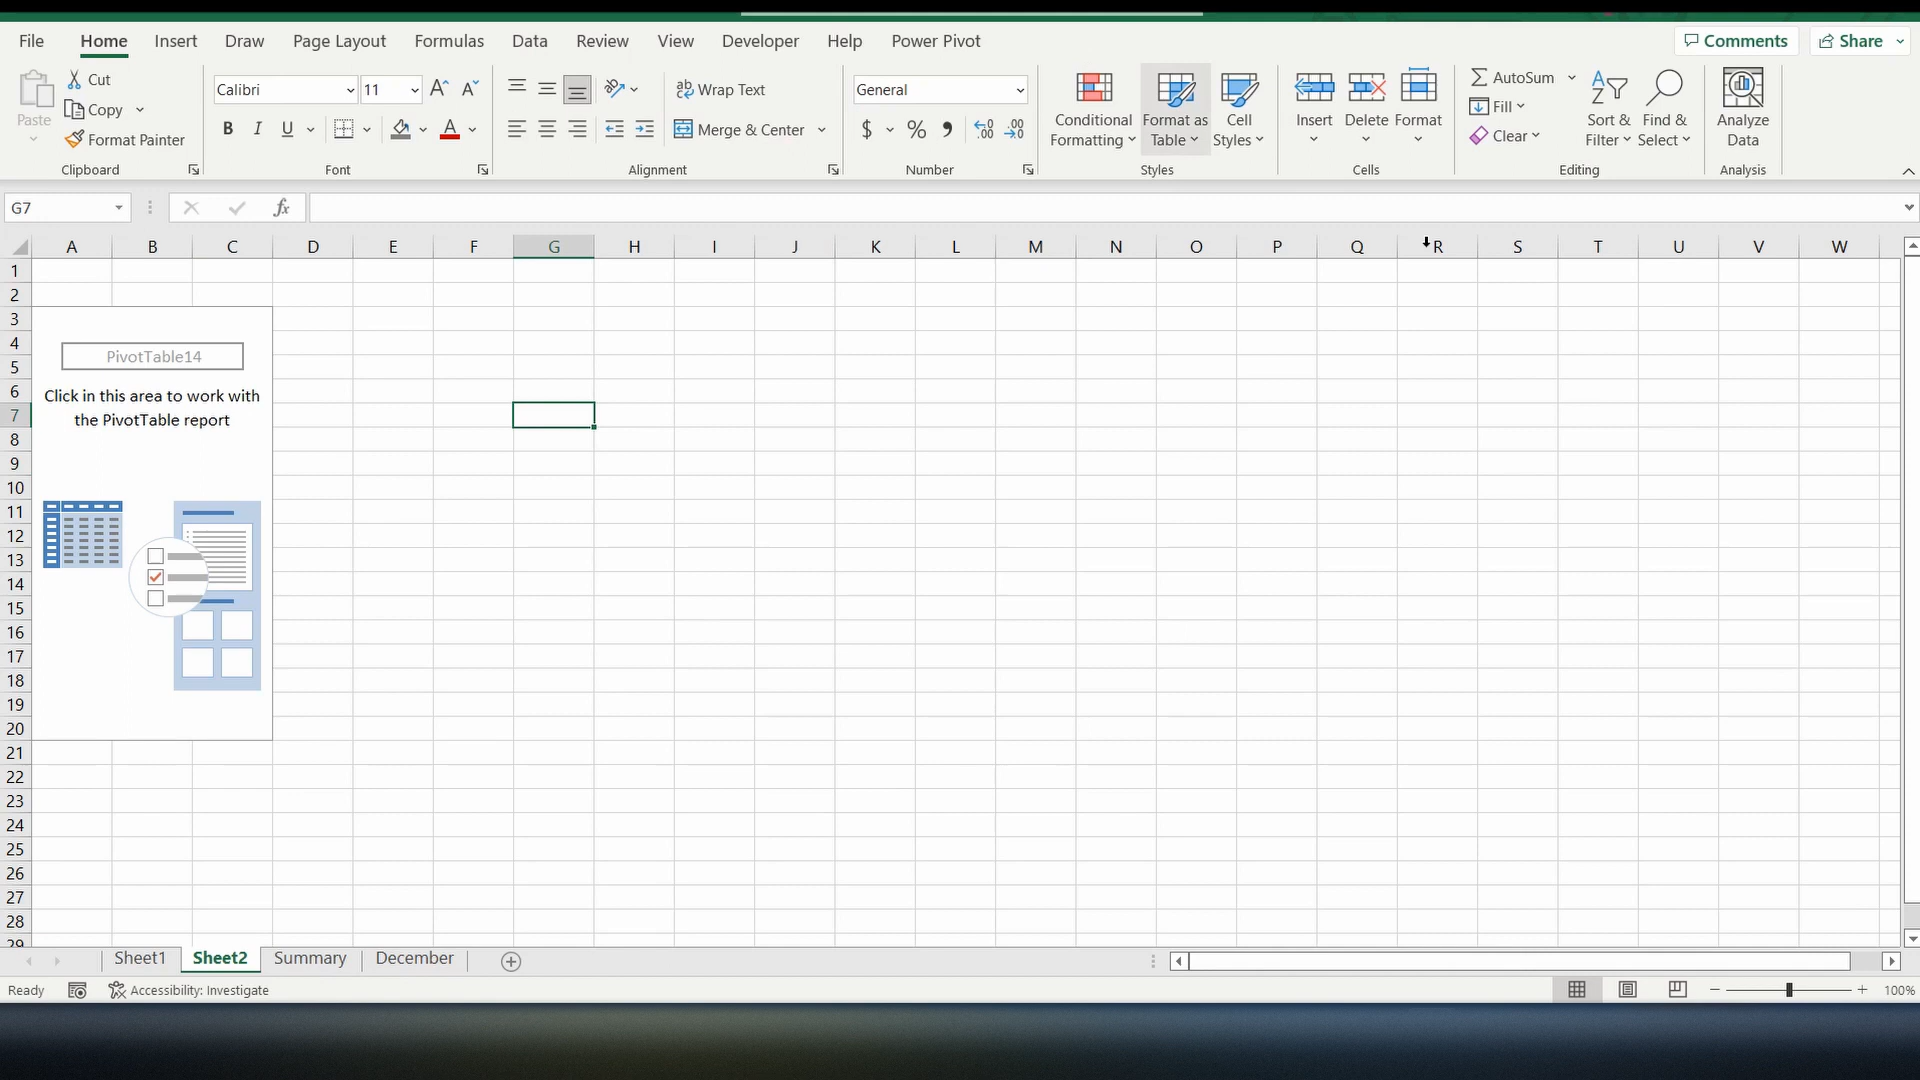 File Home Insert Draw Page Layout Formulas Data Review View Developer Help Power Pivot Comments Share
Paste
Cut
Copy
Format Painter
Clipboard
Calibri 11
B I U
Font
Wrap Text
Merge & Center
Alignment
General
$ % ,
Number
Conditional
Formatting
Format as
Table
Cell
Styles
Styles
Insert
Delete
Format
Cells
AutoSum
Fill
Clear
Sort &
Filter
Find &
Select
Editing
Analyze
Data
Analysis
G7 fx
A B C D E F G H I J K L M N O P Q R S T U V W
1
2
3
4
5
6
7
8
9
10
11
12
13
14
15
16
17
18
19
20
21
22
23
24
25
26
27
28
29
PivotTable14
Click in this area to work with
the PivotTable report
Sheet1 Sheet2 Summary December
Ready Accessibility: Investigate 100%